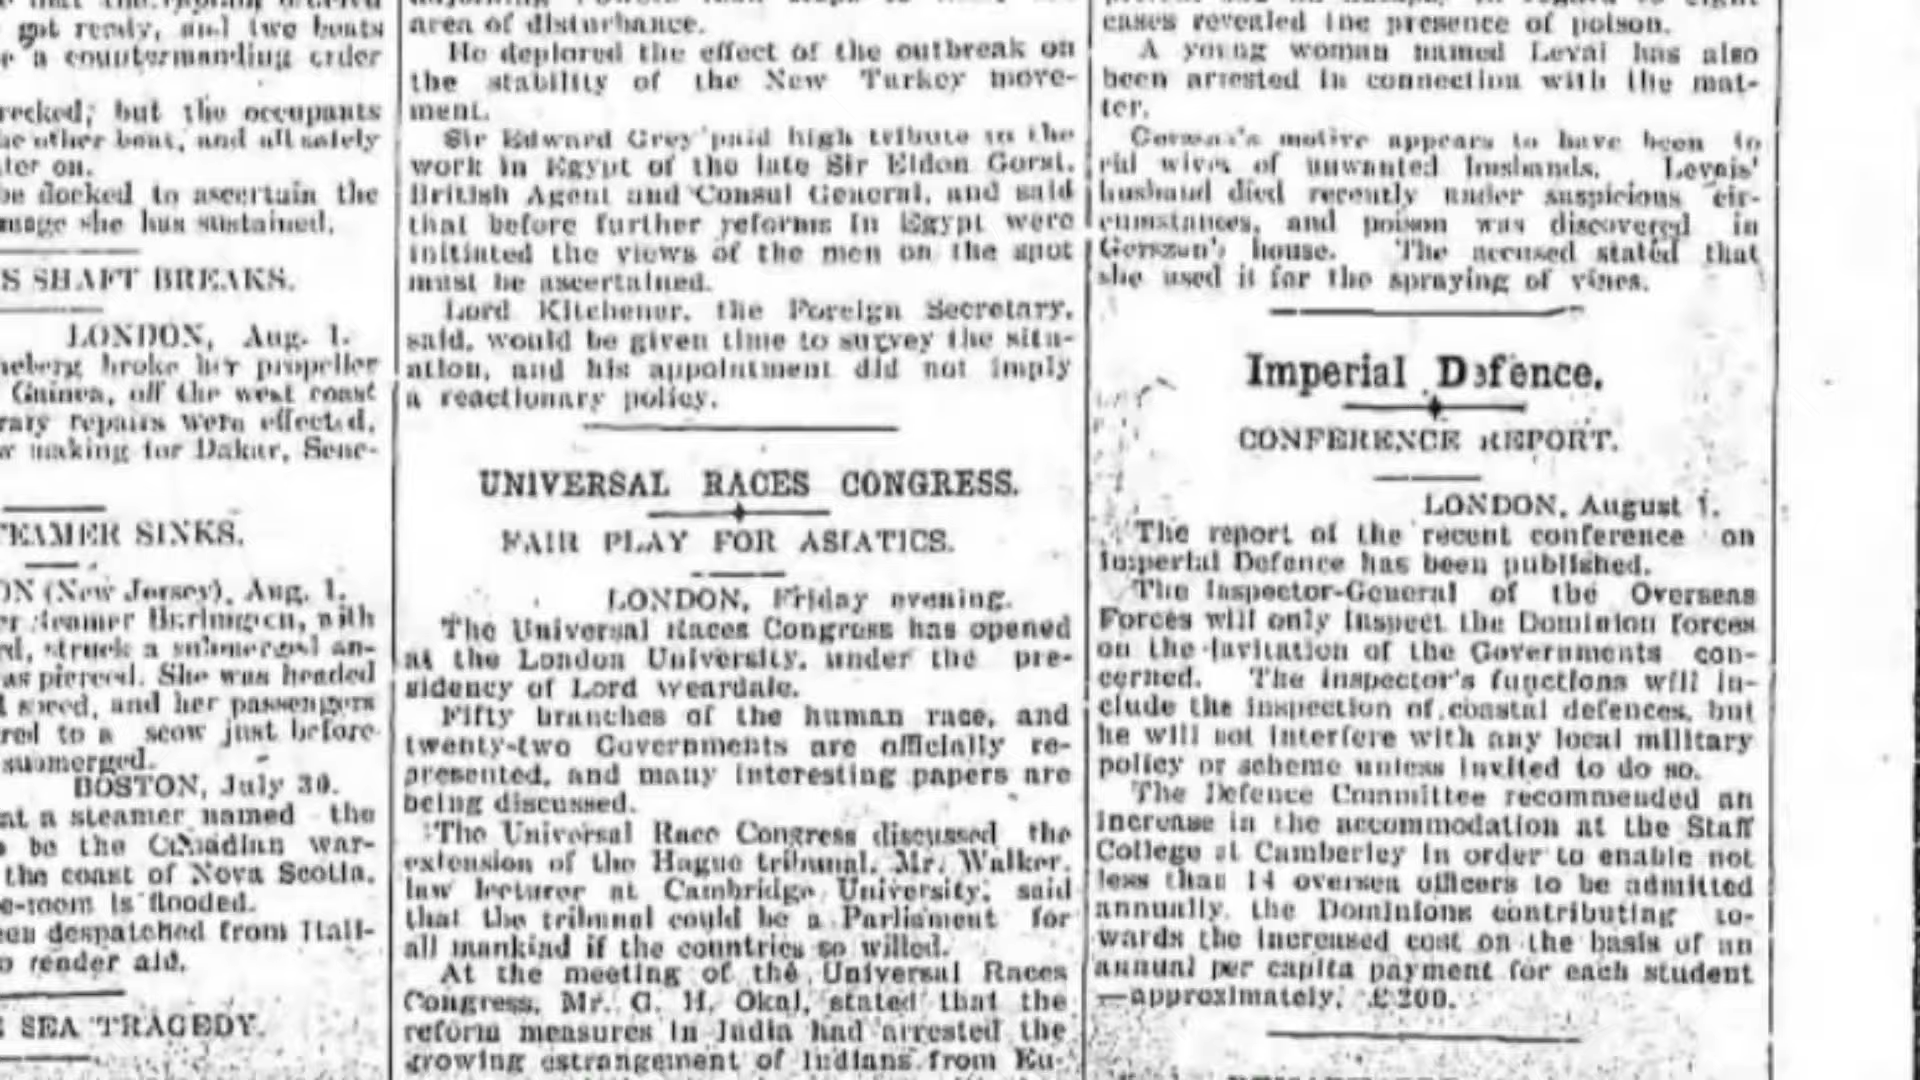 got ready, and two boats
a countermanding order
recked; but the occupants
he other boat, and all safely
ter on.
be docked to ascertain the
mage she has sustained.
S SHAFT BREAKS.
LONDON, Aug. 1.
neberg broke her propeller
Guinea, off the west coast
rary repairs were effected,
w making for Dakar, Sene-
TEAMER SINKS.
ON (New Jersey), Aug. 1.
er steamer with
rd, struck a submerged an-
as pierced. She was headed
speed, and her passengers
red to a scow just before
submerged.
BOSTON, July 30.
at a steamer named the
o be the Canadian war-
the coast of Nova Scotia.
e-room is flooded.
een despatched from Hali-
o render aid.
SEA TRAGEDY.
area of disturbance.
He deplored the effect of the outbreak on
the stability of the New Turkey move-
ment.
Sir Edward Grey paid high tribute to the
work in Egypt of the late Sir Eldon Gorst,
British Agent and Consul General, and said
that before further reforms in Egypt were
initiated the views of the men on the spot
must be ascertained.
Lord Kitchener, the Foreign Secretary,
said, would be given time to survey the situ-
ation, and his appointment did not imply
a reactionary policy.
UNIVERSAL RACES CONGRESS.
FAIR PLAY FOR ASIATICS.
LONDON, Friday evening.
The Universal Races Congress has opened
at the London University, under the pre-
sidency of Lord Weardale.
Fifty branches of the human race, and
twenty-two Governments are officially re-
presented, and many interesting papers are
being discussed.
The Universal Race Congress discussed the
extension of the Hague tribunal. Mr. Walker,
law lecturer at Cambridge University, said
that the tribunal could be a Parliament for
all mankind if the countries so willed.
At the meeting of the Universal Races
Congress, Mr. G. H. Okal, stated that the
reform measures in India had arrested the
growing estrangement of Indians from Eu-
cases revealed the presence of poison.
A young woman named Leval has also
been arrested in connection with the mat-
ter.
motive appears to have been to
rid wives of unwanted husbands. Levais'
husband died recently under suspicious cir-
cumstances, and poison was discovered in
Gerszan's house. The accused stated that
she used it for the spraying of vines.
Imperial Defence.
CONFERENCE REPORT.
LONDON, August 1.
The report of the recent conference on
Imperial Defence has been published.
The Inspector-General of the Overseas
Forces will only inspect the Dominion forces
on the invitation of the Governments con-
cerned. The inspector's functions will in-
clude the inspection of coastal defences, but
he will not interfere with any local military
policy or scheme unless invited to do so.
The Defence Committee recommended an
increase in the accommodation at the Staff
College at Camberley in order to enable not
less than 14 oversea officers to be admitted
annually, the Dominions contributing to-
wards the increased cost on the basis of an
annual per capita payment for each student
—approximately, £200.